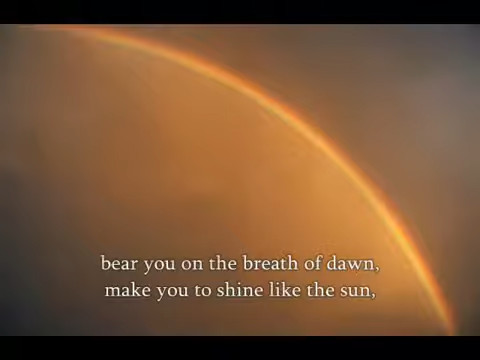 bear you on the breath of dawn,
make you to shine like the sun,